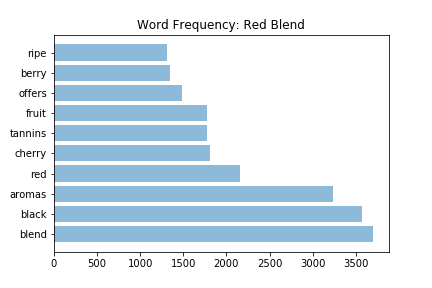 Word Frequency: Red Blend
ripe
berry
offers
fruit
tannins
cherry
red
aromas
black
blend
0 500 1000 1500 2000 2500 3000 3500